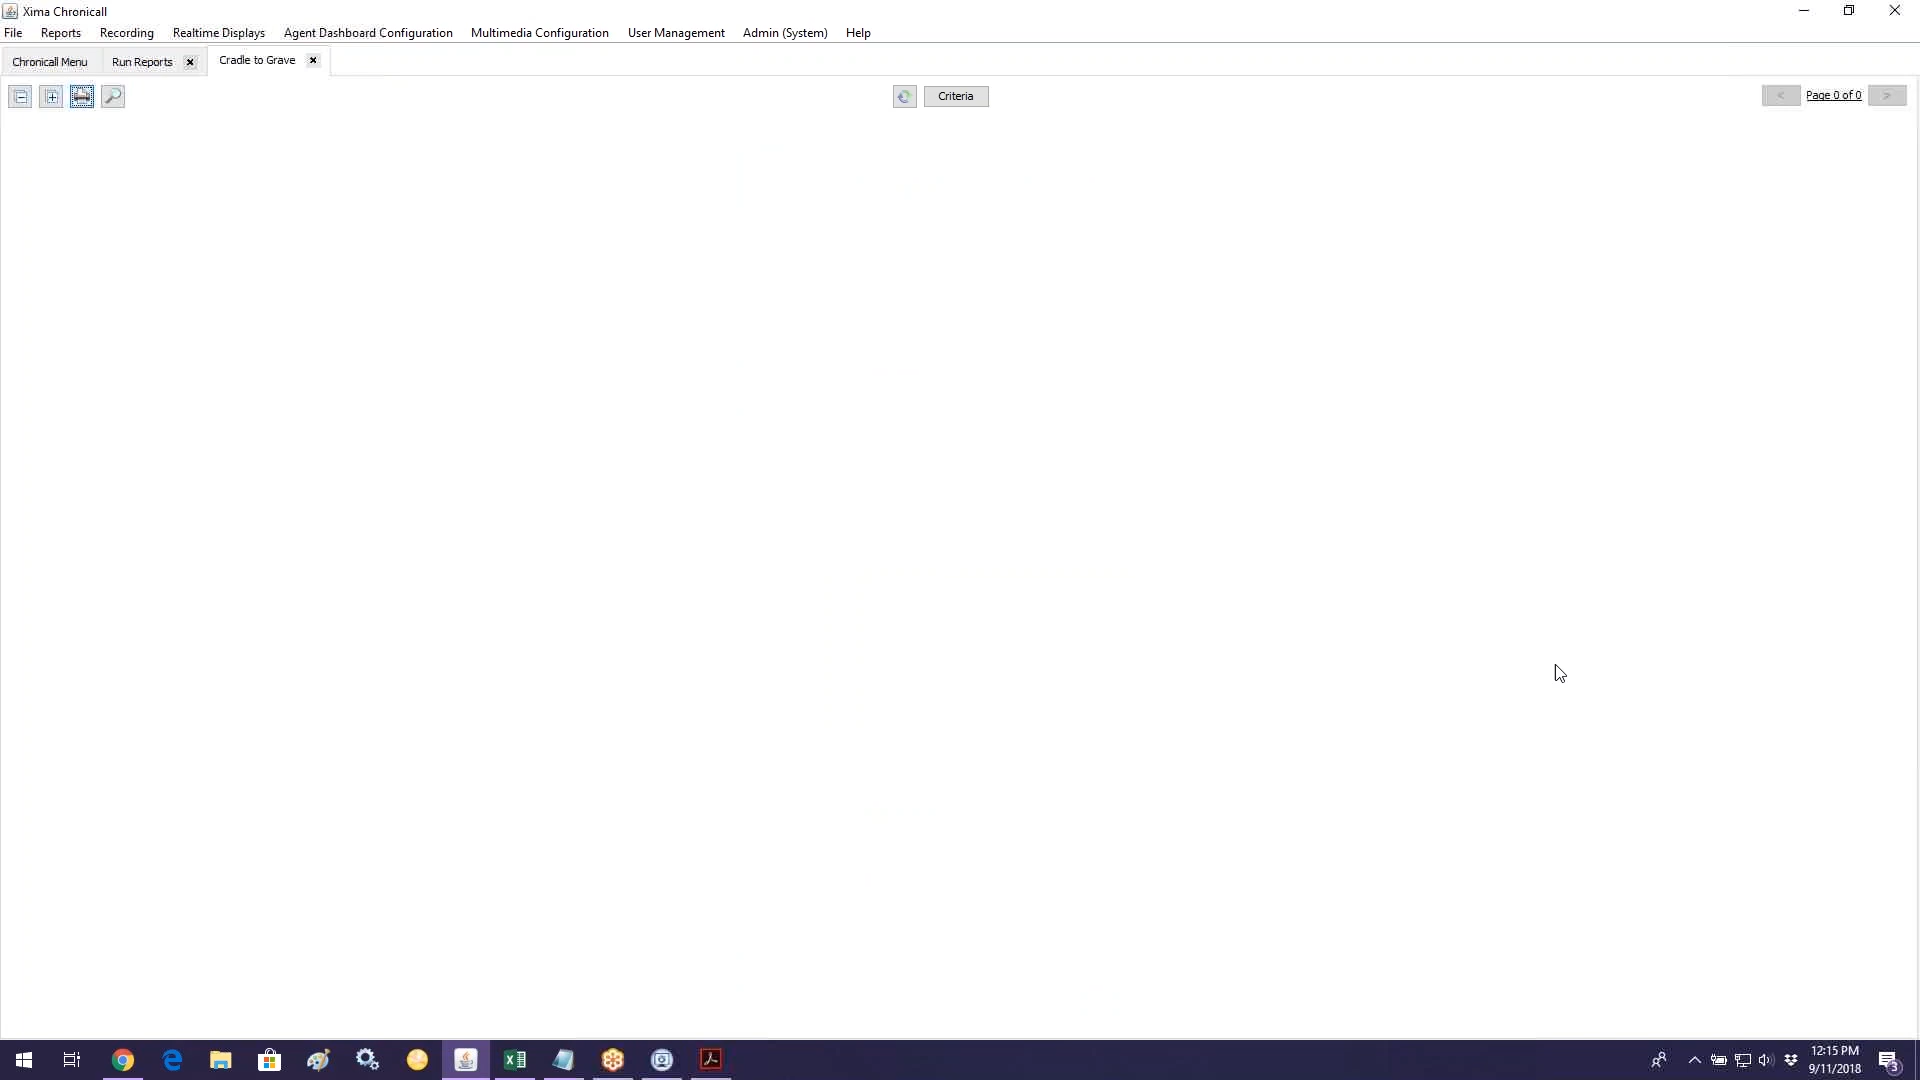 Xima Chronicall
File Reports Recording Realtime Displays Agent Dashboard Configuration Multimedia Configuration User Management Admin (System) Help
Chronicall Menu Run Reports Cradle to Grave
Criteria < Page 0 of 0 >
12:15 PM
9/11/2018
3